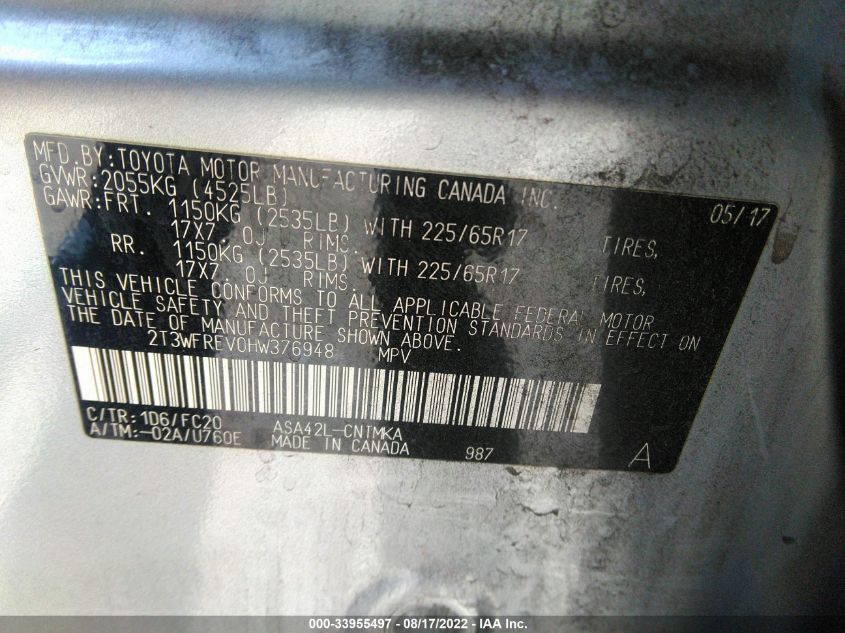 MFD.BY:TOYOTA MOTOR MANUFACTURING CANADA INC.
GVWR:2055KG (4525LB) 05/17
GAWR:FRT. 1150KG (2535LB) WITH 225/65R17 TIRES,
17X7. 0J RIMS.
RR. 1150KG (2535LB) WITH 225/65R17 TIRES,
17X7. 0J RIMS.
THIS VEHICLE CONFORMS TO ALL APPLICABLE FEDERAL MOTOR
VEHICLE SAFETY AND THEFT PREVENTION STANDARDS IN EFFECT ON
THE DATE OF MANUFACTURE SHOWN ABOVE.
2T3WFREV0HW376948 MPV
C/TR:1D6/FC20 ASA42L-CNTMKA
A/TM:-02A/U760E MADE IN CANADA 987 A
000-33955497 - 08/17/2022 - IAA Inc.